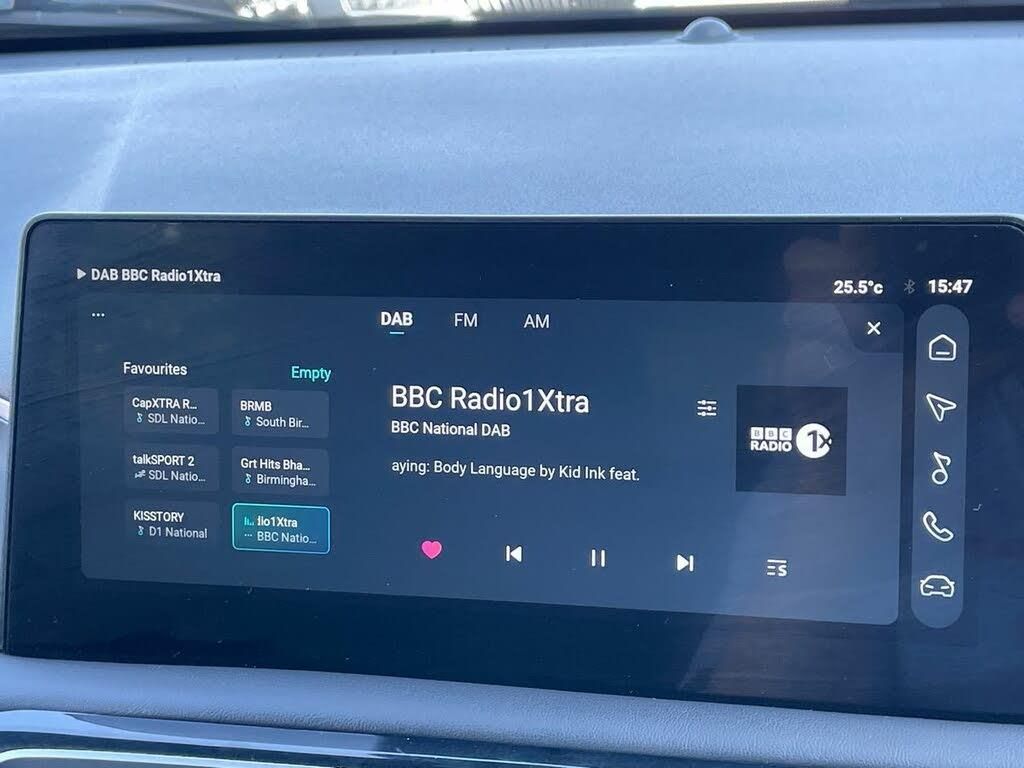 DAB BBC Radio1Xtra
25.5°c 15:47
...
DAB FM AM
Favourites Empty
CapXTRA R...
SDL Natio...
BRMB
South Bir...
talkSPORT 2
SDL Natio...
Grt Hits Bha...
Birmingha...
KISSTORY
D1 National
lio1Xtra
BBC Natio...
BBC Radio1Xtra
BBC National DAB
aying: Body Language by Kid Ink feat.
BBC
RADIO 1x